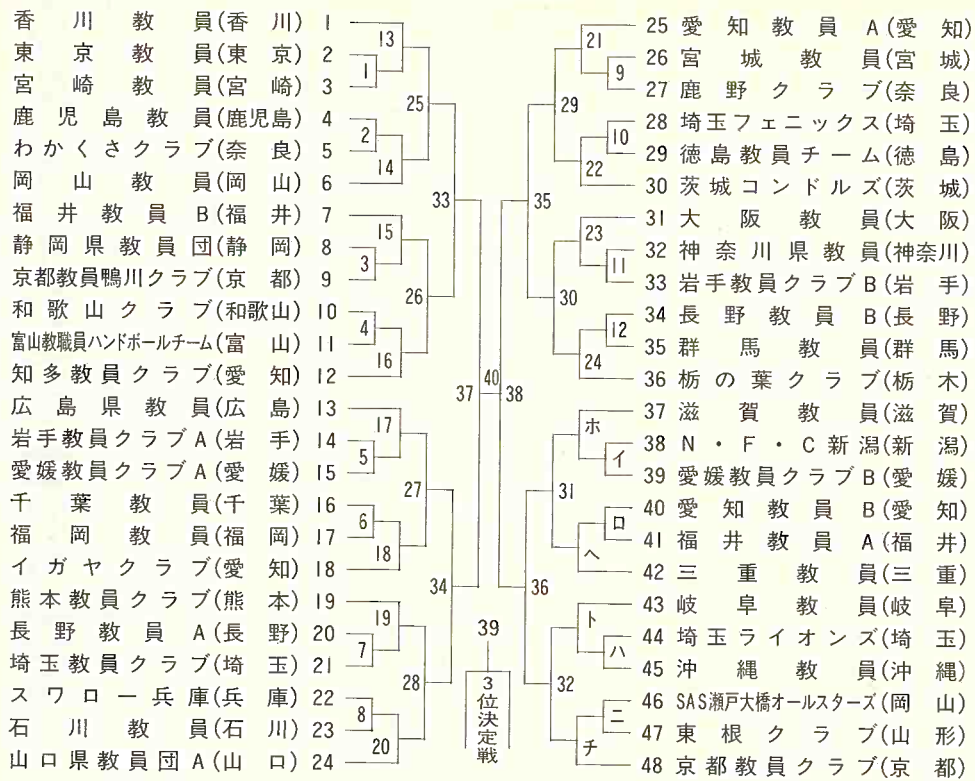 香川教員(香川) 1
東京教員(東京) 2
宮崎教員(宮崎) 3
鹿児島教員(鹿児島) 4
わかくさクラブ(奈良) 5
岡山教員(岡山) 6
福井教員B(福井) 7
静岡県教員団(静岡) 8
京都教員鴨川クラブ(京都) 9
和歌山クラブ(和歌山) 10
富山教職員ハンドボールチーム(富山) 11
知多教員クラブ(愛知) 12
広島県教員(広島) 13
岩手教員クラブA(岩手) 14
愛媛教員クラブA(愛媛) 15
千葉教員(千葉) 16
福岡教員(福岡) 17
イガヤクラブ(愛知) 18
熊本教員クラブ(熊本) 19
長野教員A(長野) 20
埼玉教員クラブ(埼玉) 21
スワロー兵庫(兵庫) 22
石川教員(石川) 23
山口県教員団A(山口) 24
13
1
25
2
14
33
15
3
26
4
16
37
17
5
27
6
18
34
19
7
28
8
20
40
39
3位決定戦
38
21
9
29
10
22
35
23
11
30
12
24
ホ
イ
31
ロ
ヘ
36
ト
ハ
32
ニ
チ
25 愛知教員A(愛知)
26 宮城教員(宮城)
27 鹿野クラブ(奈良)
28 埼玉フェニックス(埼玉)
29 徳島教員チーム(徳島)
30 茨城コンドルズ(茨城)
31 大阪教員(大阪)
32 神奈川県教員(神奈川)
33 岩手教員クラブB(岩手)
34 長野教員B(長野)
35 群馬教員(群馬)
36 栃の葉クラブ(栃木)
37 滋賀教員(滋賀)
38 N・F・C新潟(新潟)
39 愛媛教員クラブB(愛媛)
40 愛知教員B(愛知)
41 福井教員A(福井)
42 三重教員(三重)
43 岐阜教員(岐阜)
44 埼玉ライオンズ(埼玉)
45 沖縄教員(沖縄)
46 SAS瀬戸大橋オールスターズ(岡山)
47 東根クラブ(山形)
48 京都教員クラブ(京都)